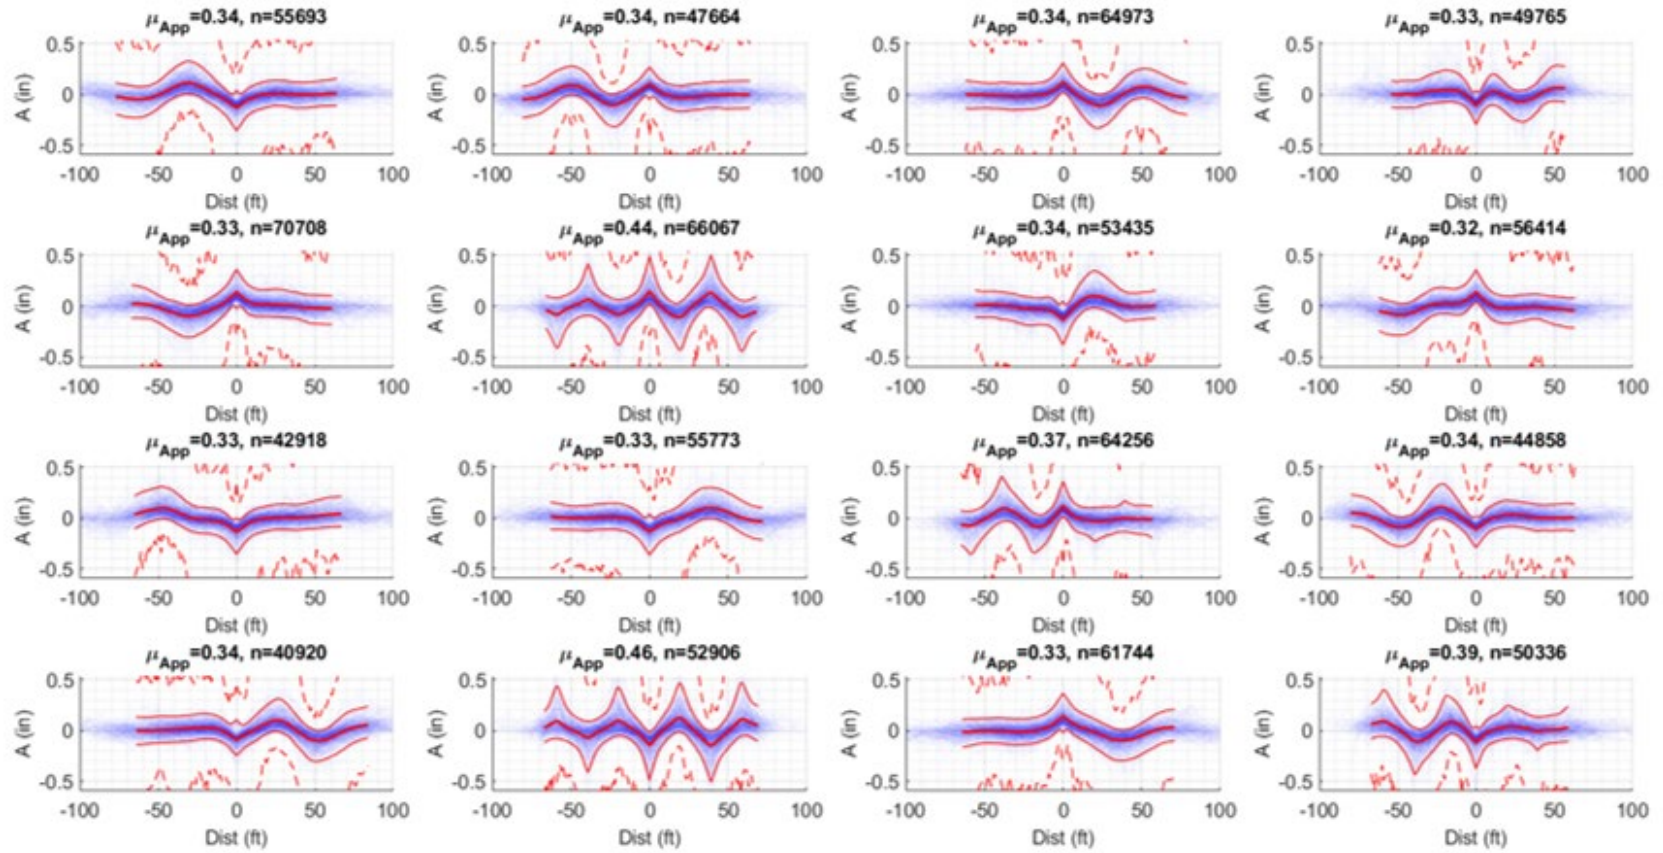 μApp=0.34, n=55693
μApp=0.34, n=47664
μApp=0.34, n=64973
μApp=0.33, n=49765
A (in)
0.5
0
-0.5
A (in)
0.5
0
-0.5
A (in)
0.5
0
-0.5
A (in)
0.5
0
-0.5
-100 -50 0 50 100
-100 -50 0 50 100
-100 -50 0 50 100
-100 -50 0 50 100
Dist (ft)
Dist (ft)
Dist (ft)
Dist (ft)
μApp=0.33, n=70708
μApp=0.44, n=66067
μApp=0.34, n=53435
μApp=0.32, n=56414
A (in)
0.5
0
-0.5
A (in)
0.5
0
-0.5
A (in)
0.5
0
-0.5
A (in)
0.5
0
-0.5
-100 -50 0 50 100
-100 -50 0 50 100
-100 -50 0 50 100
-100 -50 0 50 100
Dist (ft)
Dist (ft)
Dist (ft)
Dist (ft)
μApp=0.33, n=42918
μApp=0.33, n=55773
μApp=0.37, n=64256
μApp=0.34, n=44858
A (in)
0.5
0
-0.5
A (in)
0.5
0
-0.5
A (in)
0.5
0
-0.5
A (in)
0.5
0
-0.5
-100 -50 0 50 100
-100 -50 0 50 100
-100 -50 0 50 100
-100 -50 0 50 100
Dist (ft)
Dist (ft)
Dist (ft)
Dist (ft)
μApp=0.34, n=40920
μApp=0.46, n=52906
μApp=0.33, n=61744
μApp=0.39, n=50336
A (in)
0.5
0
-0.5
A (in)
0.5
0
-0.5
A (in)
0.5
0
-0.5
A (in)
0.5
0
-0.5
-100 -50 0 50 100
-100 -50 0 50 100
-100 -50 0 50 100
-100 -50 0 50 100
Dist (ft)
Dist (ft)
Dist (ft)
Dist (ft)